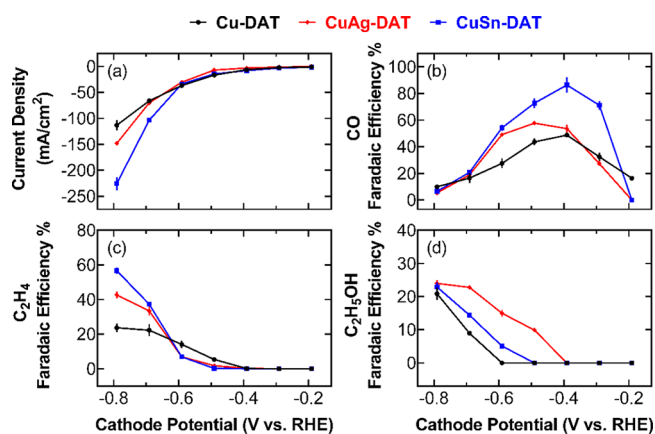 Cu-DAT CuAg-DAT CuSn-DAT
(a)
Current Density
(mA/cm²)
0
-50
-100
-150
-200
-250
(b)
CO
Faradaic Efficiency %
100
80
60
40
20
0
(c)
C₂H₄
Faradaic Efficiency %
80
60
40
20
0
-0.8 -0.6 -0.4 -0.2
Cathode Potential (V vs. RHE)
(d)
C₂H₅OH
Faradaic Efficiency %
40
30
20
10
0
-0.8 -0.6 -0.4 -0.2
Cathode Potential (V vs. RHE)